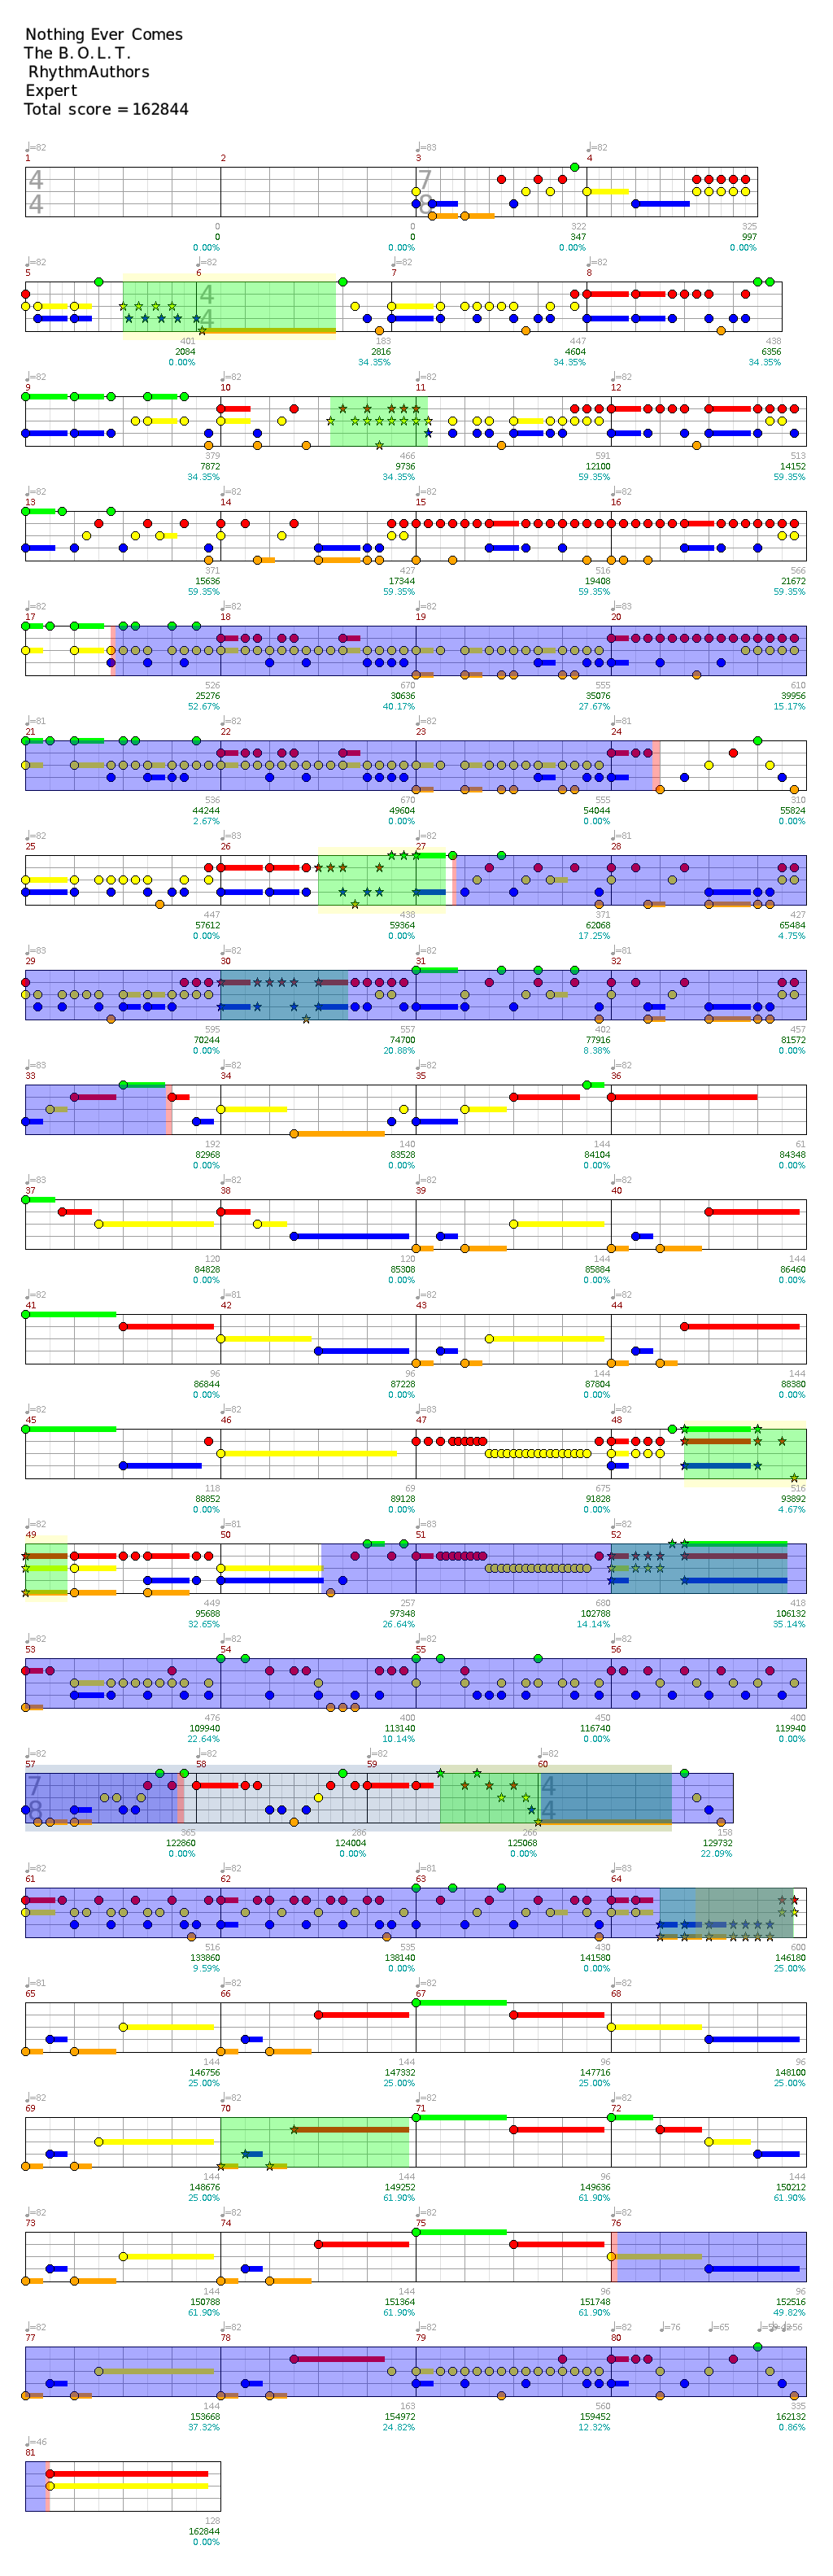 Nothing Ever Comes
The B.O.L.T.
RhythmAuthors
Expert
Total score = 162844
♩=82 ♩=83 ♩=82
1 2 3 4
4 7
4 8
0 0 322 325
0 0 347 997
0.00% 0.00% 0.00% 0.00%
♩=82 ♩=82 ♩=82 ♩=82
5 6 7 8
4
4
401 183 447 438
2084 2816 4604 6356
0.00% 34.35% 34.35% 34.35%
♩=82 ♩=82 ♩=82 ♩=82
9 10 11 12
379 466 591 513
7872 9736 12100 14152
34.35% 34.35% 59.35% 59.35%
♩=82 ♩=82 ♩=82 ♩=82
13 14 15 16
371 427 516 566
15636 17344 19408 21672
59.35% 59.35% 59.35% 59.35%
♩=82 ♩=82 ♩=82 ♩=83
17 18 19 20
526 670 555 610
25276 30636 35076 39956
52.67% 40.17% 27.67% 15.17%
♩=81 ♩=82 ♩=82 ♩=81
21 22 23 24
536 670 555 310
44244 49604 54044 55824
2.67% 0.00% 0.00% 0.00%
♩=82 ♩=82 ♩=82 ♩=82
25 26 27 28
447 438 371 427
57612 59364 62068 65484
0.00% 0.00% 17.25% 4.75%
♩=83 ♩=82 ♩=82 ♩=81
29 30 31 32
595 557 402 457
70244 74700 77916 81572
0.00% 20.88% 8.38% 0.00%
♩=83 ♩=82 ♩=82 ♩=82
33 34 35 36
192 140 144 61
82968 83528 84104 84348
0.00% 0.00% 0.00% 0.00%
♩=83 ♩=82 ♩=82 ♩=82
37 38 39 40
120 120 144 144
84828 85308 85884 86460
0.00% 0.00% 0.00% 0.00%
♩=82 ♩=81 ♩=82 ♩=82
41 42 43 44
96 96 144 144
86844 87228 87804 88380
0.00% 0.00% 0.00% 0.00%
♩=82 ♩=82 ♩=83 ♩=82
45 46 47 48
118 69 675 516
88852 89128 91828 93892
0.00% 0.00% 0.00% 4.67%
♩=82 ♩=81 ♩=83 ♩=82
49 50 51 52
449 257 680 418
95688 97348 102788 106132
32.65% 26.64% 14.14% 35.14%
♩=82 ♩=82 ♩=82 ♩=82
53 54 55 56
476 400 450 400
109940 113140 116740 119940
22.64% 10.14% 0.00% 0.00%
♩=82 ♩=82 ♩=82 ♩=82
57 58 59 60
7 4
8 4
365 286 266 158
122860 124004 125068 129732
0.00% 0.00% 0.00% 22.09%
♩=82 ♩=82 ♩=81 ♩=83
61 62 63 64
516 535 430 600
133860 138140 141580 146180
9.59% 0.00% 0.00% 25.00%
♩=81 ♩=82 ♩=82 ♩=82
65 66 67 68
144 144 96 96
146756 147332 147716 148100
25.00% 25.00% 25.00% 25.00%
♩=82 ♩=82 ♩=82 ♩=82
69 70 71 72
144 144 96 144
148676 149252 149636 150212
25.00% 61.90% 61.90% 61.90%
♩=82 ♩=82 ♩=82 ♩=82
73 74 75 76
144 144 96 96
150788 151364 151748 152516
61.90% 61.90% 61.90% 49.82%
♩=82 ♩=82 ♩=82 ♩=82 ♩=76 ♩=65
77 78 79 80
144 163 560 335
153668 154972 159452 162132
37.32% 24.82% 12.32% 0.86%
♩=46
81
128
162844
0.00%